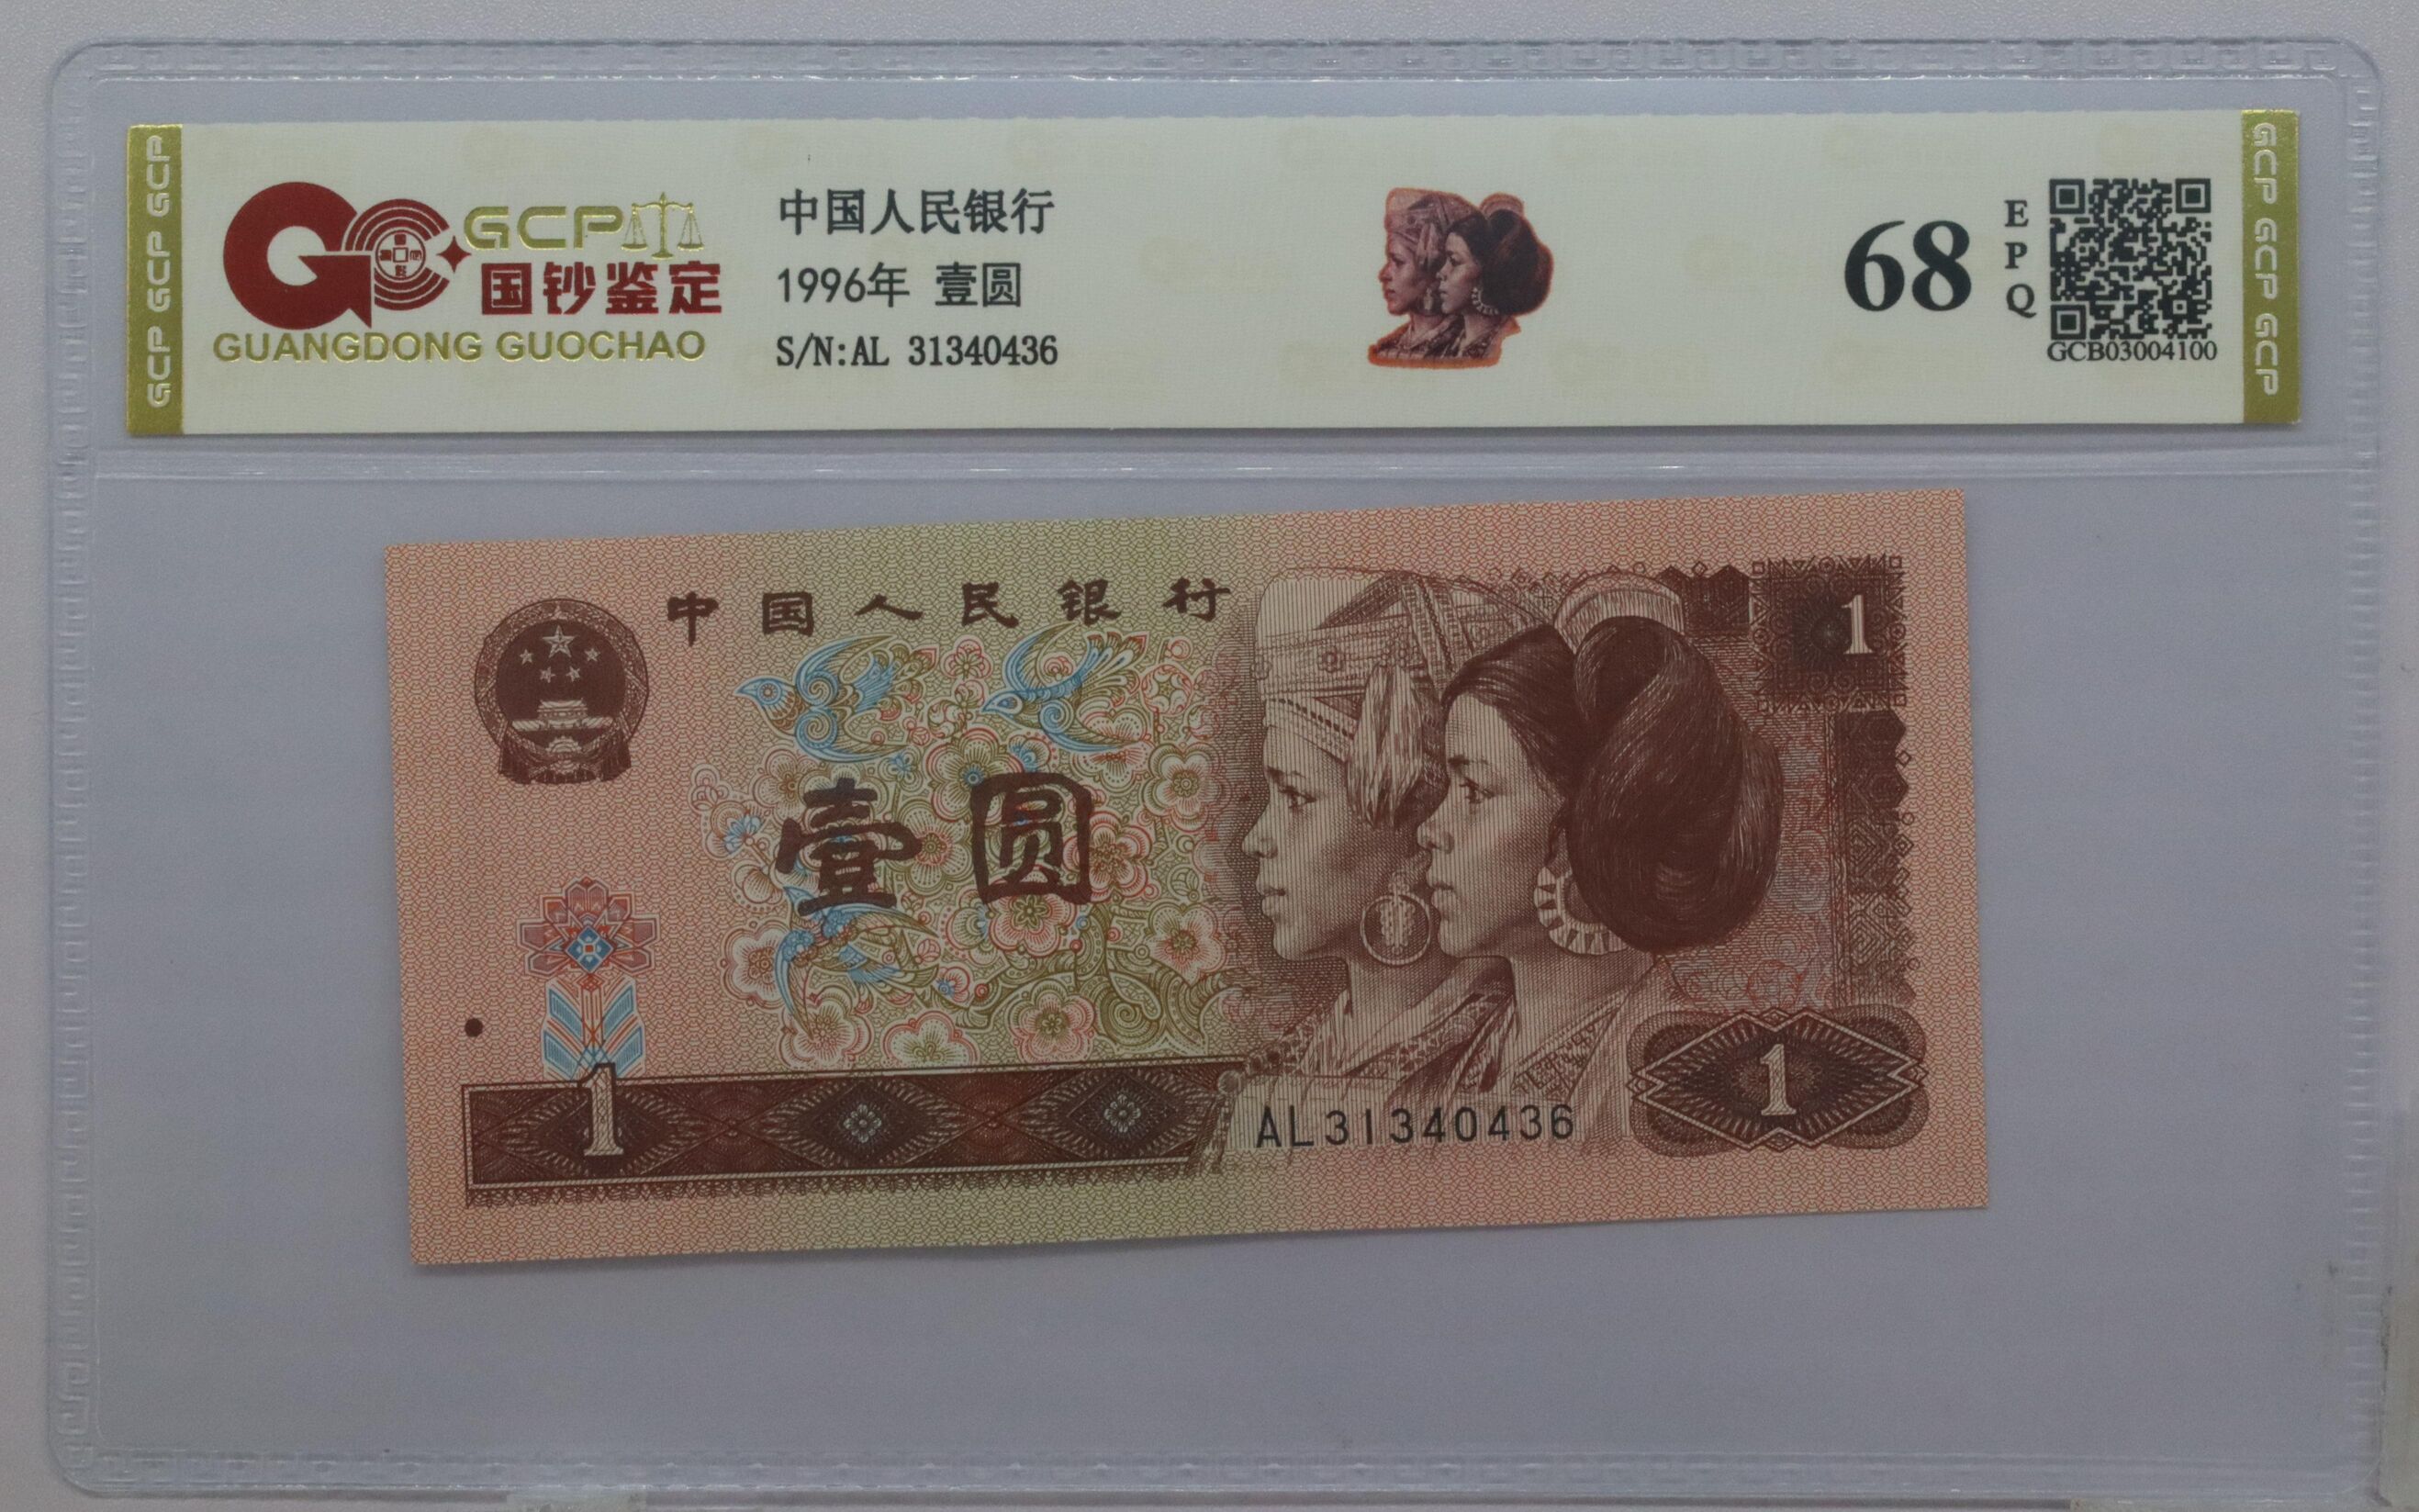 GCP GCP GCP
GCP
国钞鉴定
GUANGDONG GUOCHAO
中国人民银行
1996年 壹圆
S/N:AL 31340436
68
EPQ
GCB03004100
GCP GCP GCP
中国人民银行
1
壹圆
1
AL31340436
1